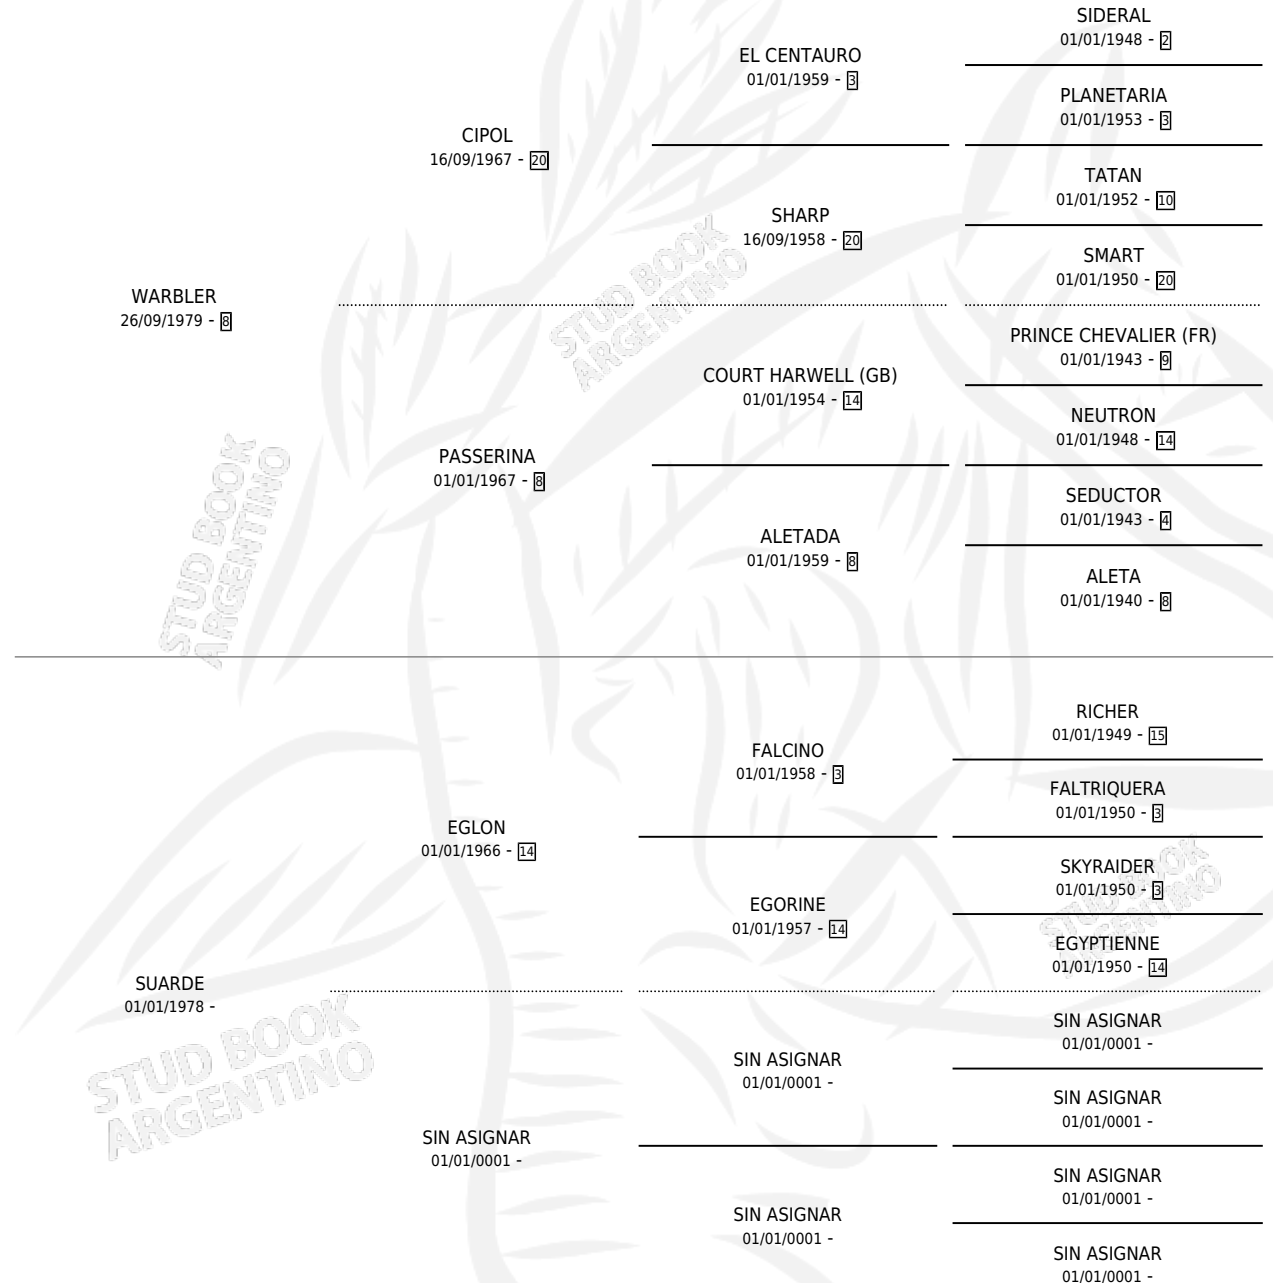 SIDERAL
01/01/1948 - 2
EL CENTAURO
01/01/1959 - 3
PLANETARIA
01/01/1953 - 3
CIPOL
16/09/1967 - 20
TATAN
01/01/1952 - 10
SHARP
16/09/1958 - 20
SMART
01/01/1950 - 20
WARBLER
26/09/1979 - 8
PRINCE CHEVALIER (FR)
01/01/1943 - 9
COURT HARWELL (GB)
01/01/1954 - 14
NEUTRON
01/01/1948 - 14
PASSERINA
01/01/1967 - 8
SEDUCTOR
01/01/1943 - 4
ALETADA
01/01/1959 - 8
ALETA
01/01/1940 - 8
RICHER
01/01/1949 - 15
FALCINO
01/01/1958 - 3
FALTRIQUERA
01/01/1950 - 3
EGLON
01/01/1966 - 14
SKYRAIDER
01/01/1950 - 3
EGORINE
01/01/1957 - 14
EGYPTIENNE
01/01/1950 - 14
SUARDE
01/01/1978 -
SIN ASIGNAR
01/01/0001 -
SIN ASIGNAR
01/01/0001 -
SIN ASIGNAR
01/01/0001 -
SIN ASIGNAR
01/01/0001 -
SIN ASIGNAR
01/01/0001 -
SIN ASIGNAR
01/01/0001 -
SIN ASIGNAR
01/01/0001 -
STUD BOOK
ARGENTINO
STUD BOOK
ARGENTINO
STUD BOOK
ARGENTINO
STUD BOOK
ARGENTINO